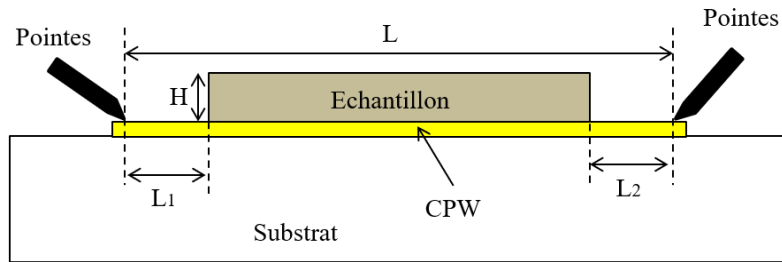 Pointes
L
Pointes
H
Echantillon
L1
L2
CPW
Substrat